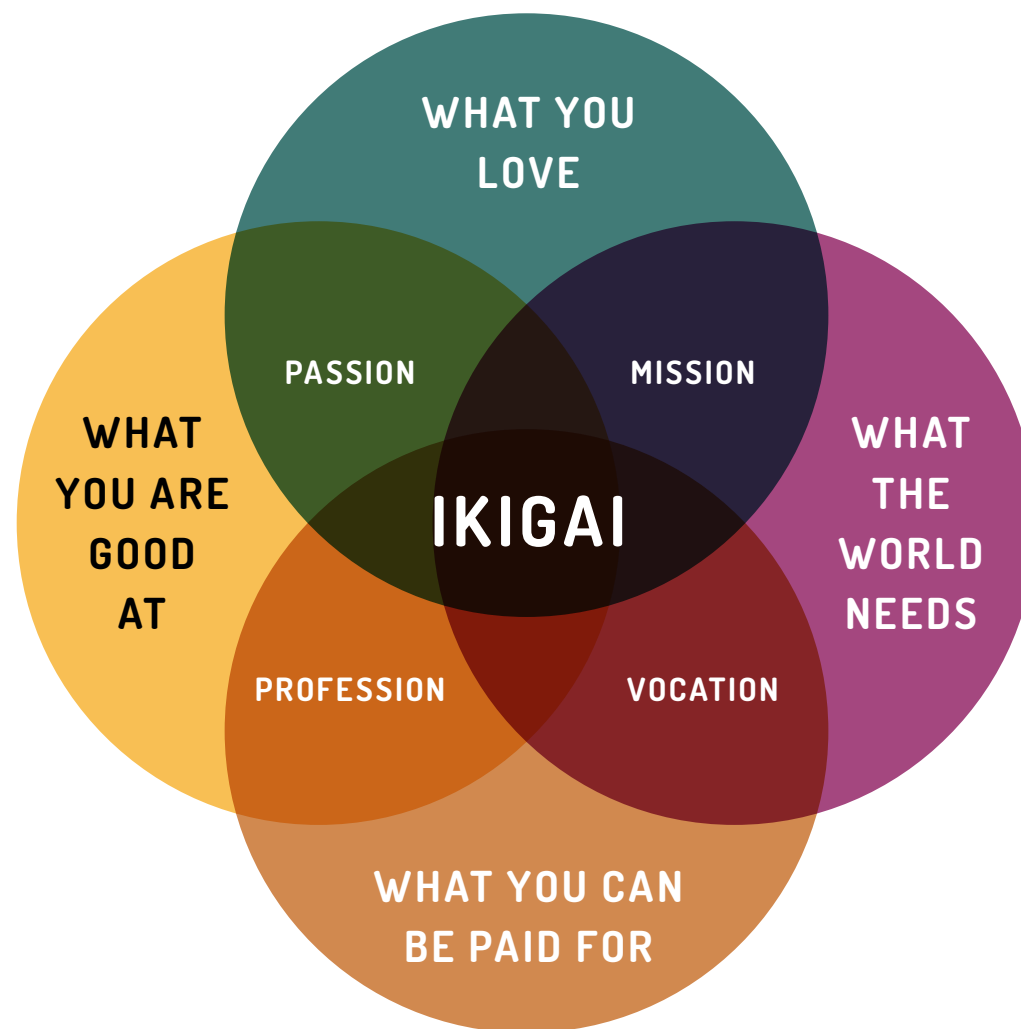 WHAT YOU
LOVE
PASSION
MISSION
WHAT
YOU ARE
GOOD
AT
IKIGAI
WHAT
THE
WORLD
NEEDS
PROFESSION
VOCATION
WHAT YOU CAN
BE PAID FOR